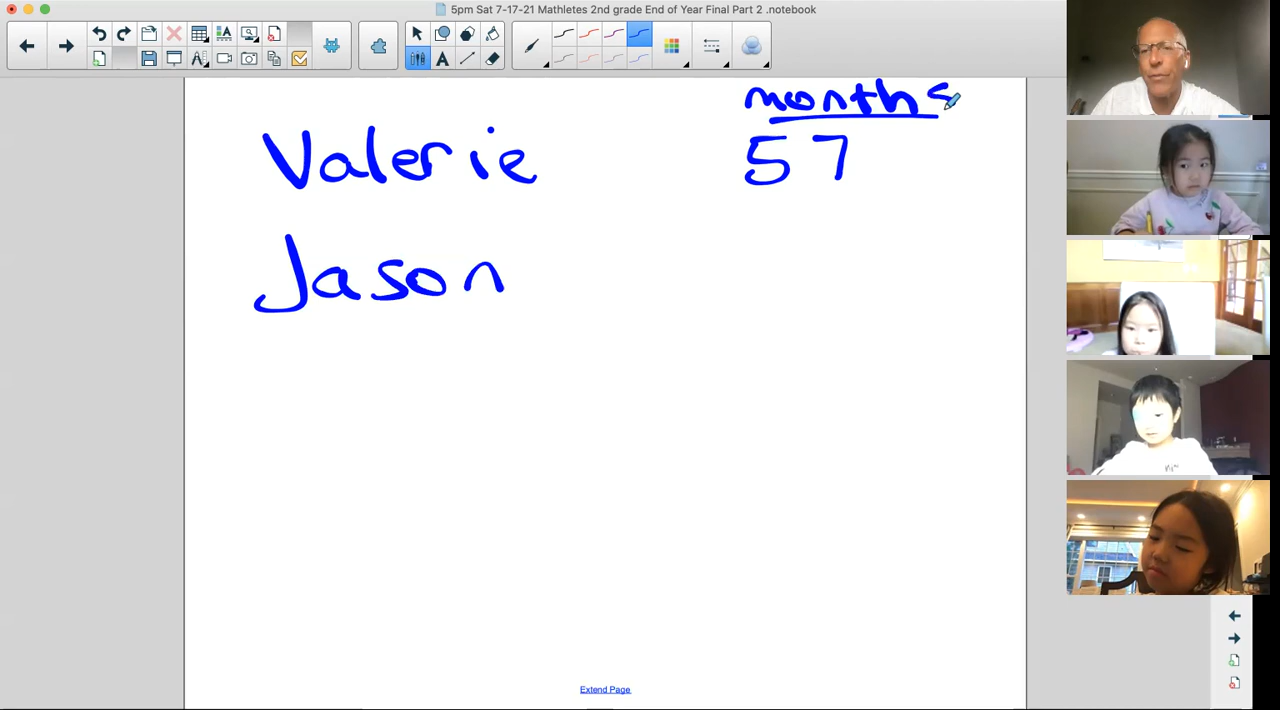 5pm Sat 7-17-21 Mathletes 2nd grade End of Year Final Part 2 .notebook
months
Valerie 57
Jason
Extend Page